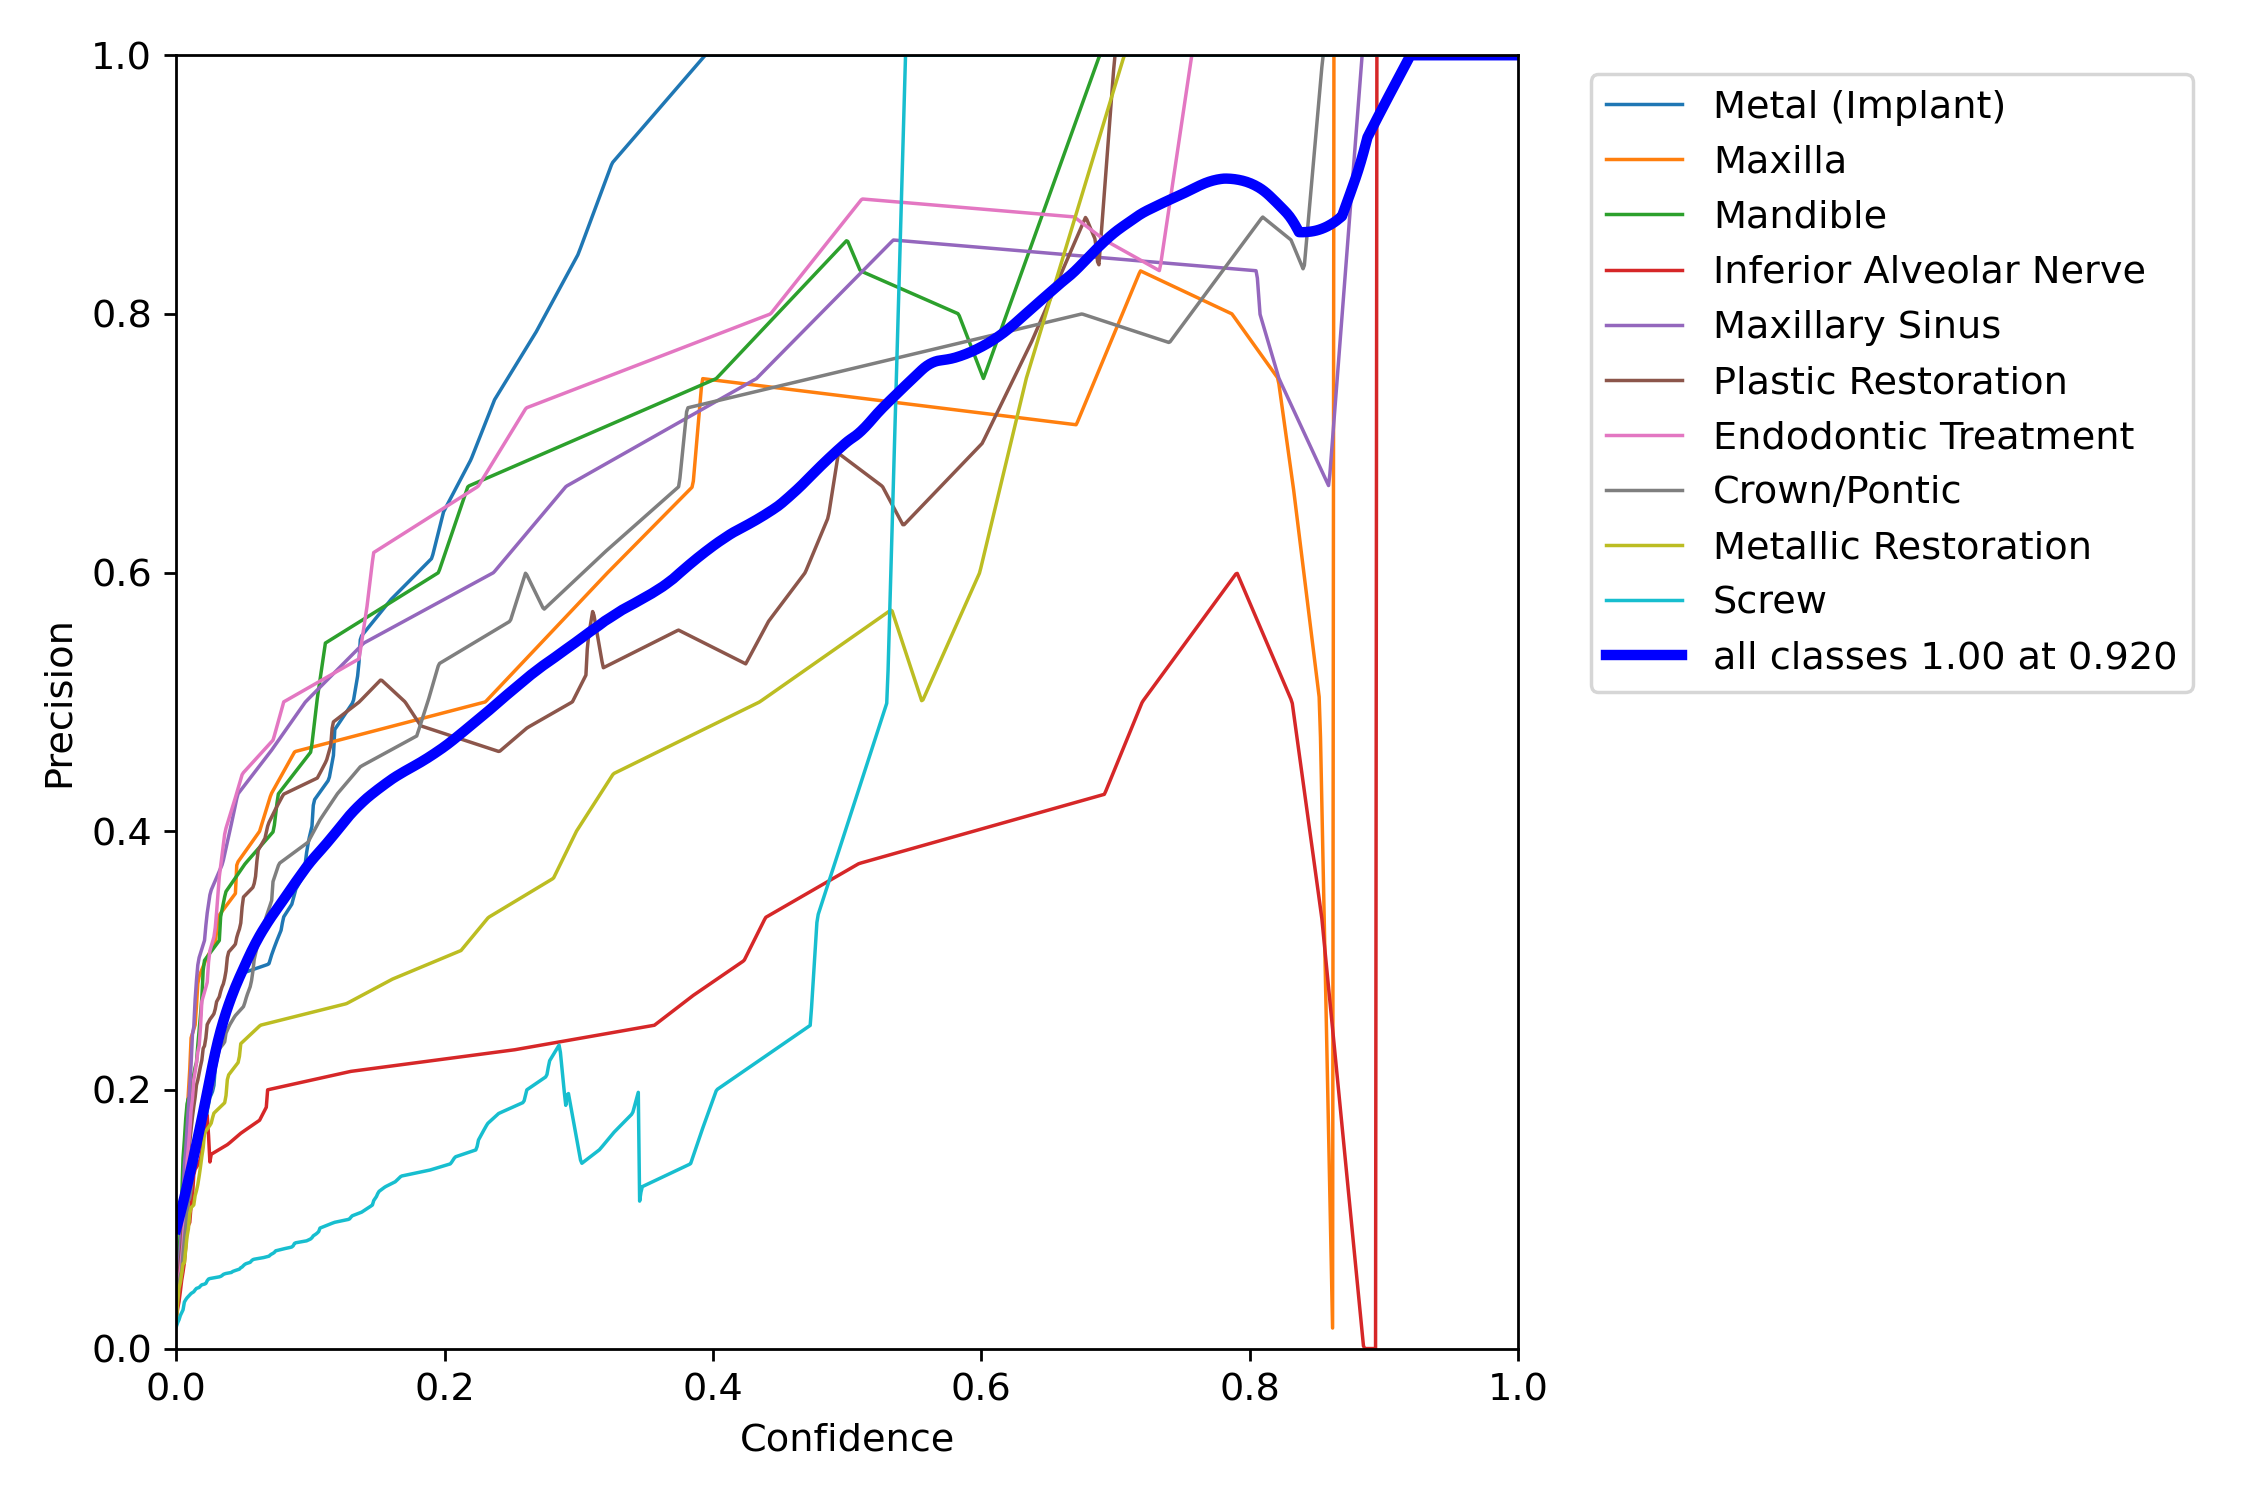 1.0
0.8
0.6
0.4
0.2
0.0
Precision
0.0 0.2 0.4 0.6 0.8 1.0
Confidence
Metal (Implant)
Maxilla
Mandible
Inferior Alveolar Nerve
Maxillary Sinus
Plastic Restoration
Endodontic Treatment
Crown/Pontic
Metallic Restoration
Screw
all classes 1.00 at 0.920